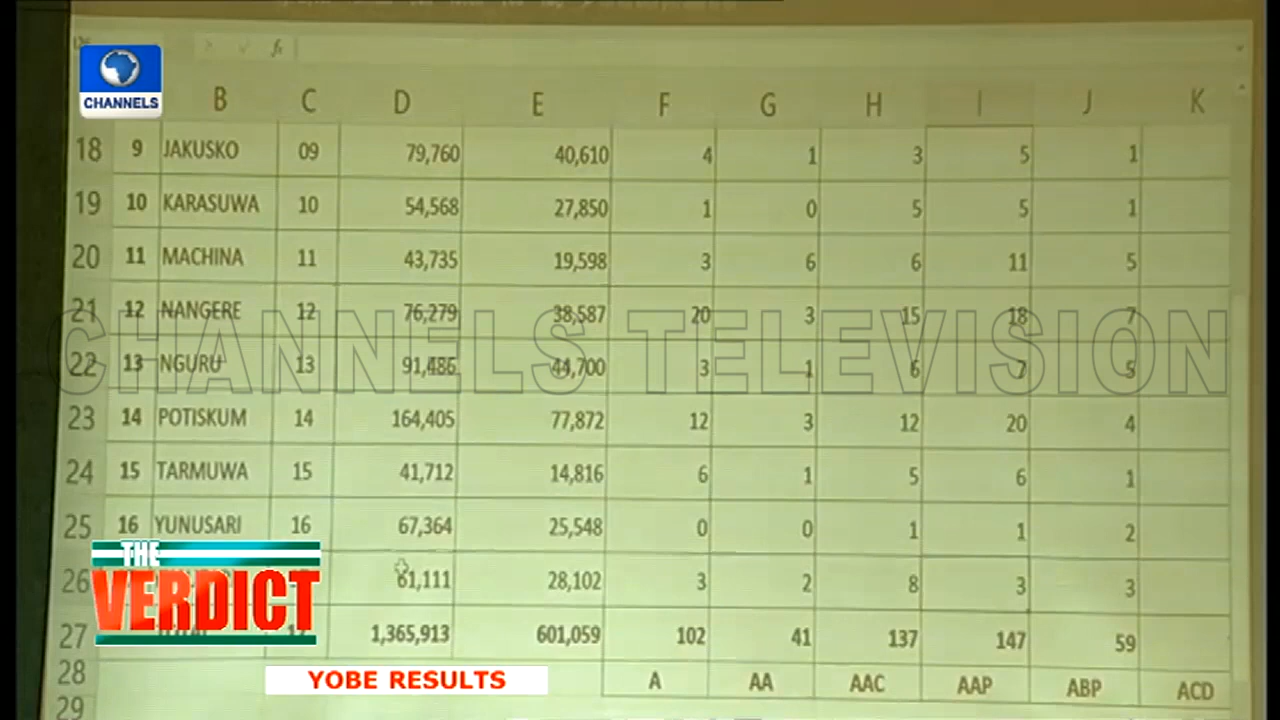 CHANNELS
fx
B C D E F G H I J K
18 9 JAKUSKO 09 79,760 40,610 4 1 3 5 1
19 10 KARASUWA 10 54,568 27,850 1 0 5 5 1
20 11 MACHINA 11 43,735 19,598 3 6 6 11 5
21 12 NANGERE 12 76,279 38,587 20 3 15 18 7
CHANNELS TELEVISION
22 13 NGURU 13 91,486 44,700 3 1 6 7 5
23 14 POTISKUM 14 164,405 77,872 12 3 12 20 4
24 15 TARMUWA 15 41,712 14,816 6 1 5 6 1
25 16 YUNUSARI 16 67,364 25,548 0 0 1 1 2
26 61,111 28,102 3 2 8 3 3
THE
VERDICT
27 1,365,913 601,059 102 41 137 147 59
28 A AA AAC AAP ABP ACD
YOBE RESULTS
29